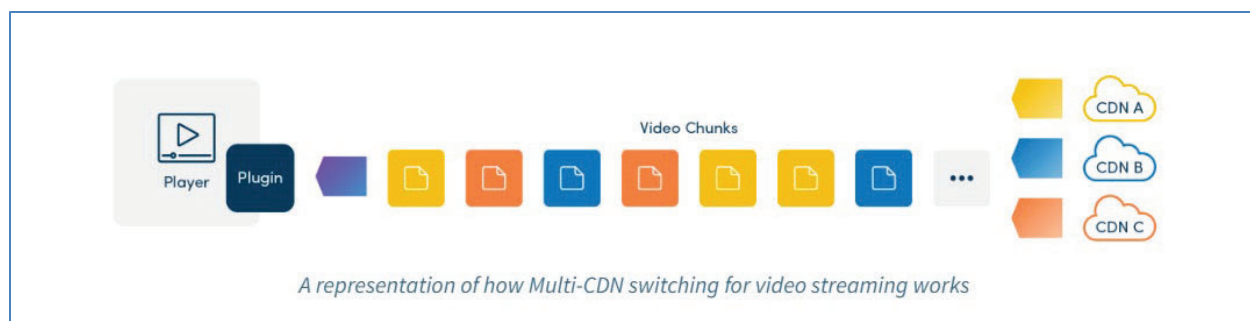 Player
Plugin
Video Chunks
•••
CDN A
CDN B
CDN C
A representation of how Multi-CDN switching for video streaming works